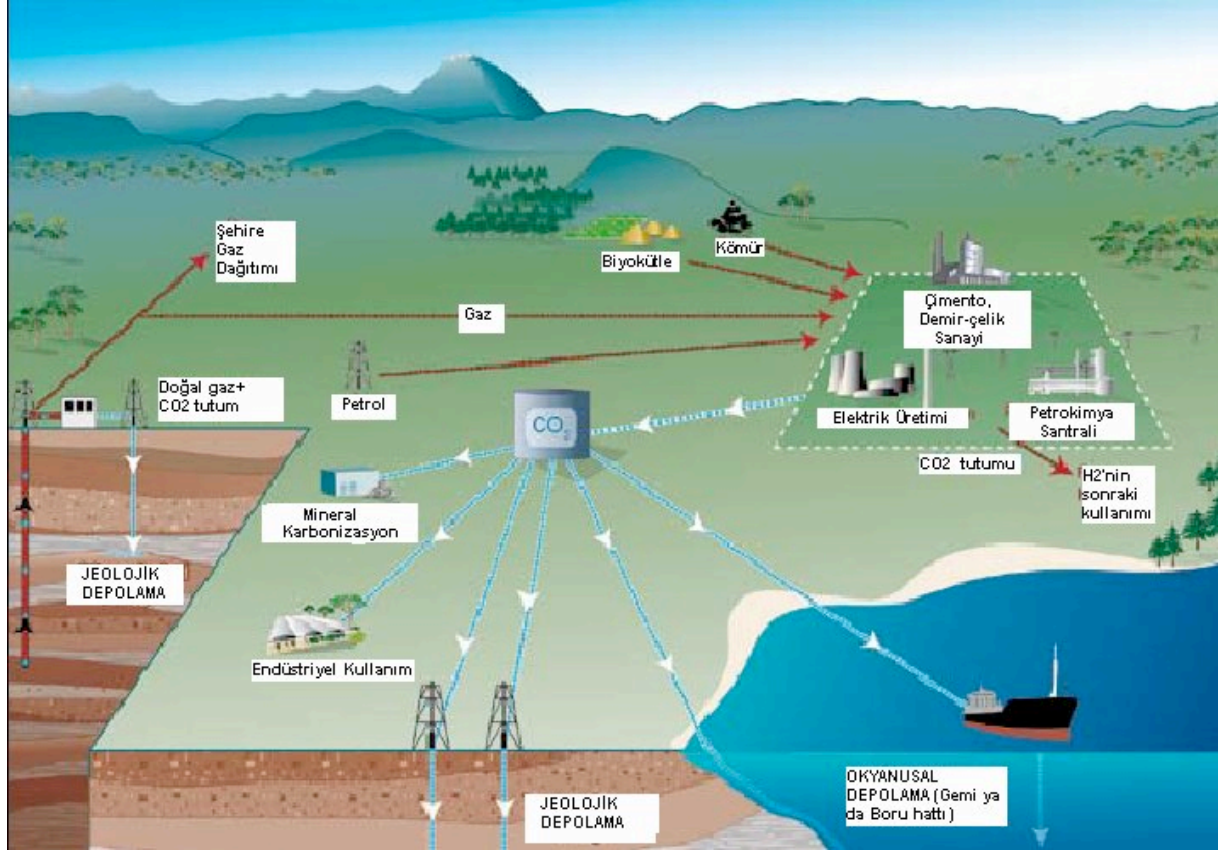 Şehire
Gaz
Dağıtımı
Kömür
Biyokütle
Gaz
Çimento,
Demir-çelik
Sanayi
Doğal gaz+
CO2 tutum
Petrol
CO2
Elektrik Üretimi
Petrokimya
Santrali
CO2 tutumu
H2'nin
sonraki
kullanımı
Mineral
Karbonizasyon
JEOLOJİK
DEPOLAMA
Endüstriyel Kullanım
JEOLOJİK
DEPOLAMA
OKYANUSAL
DEPOLAMA (Gemi ya
da Boru hattı )